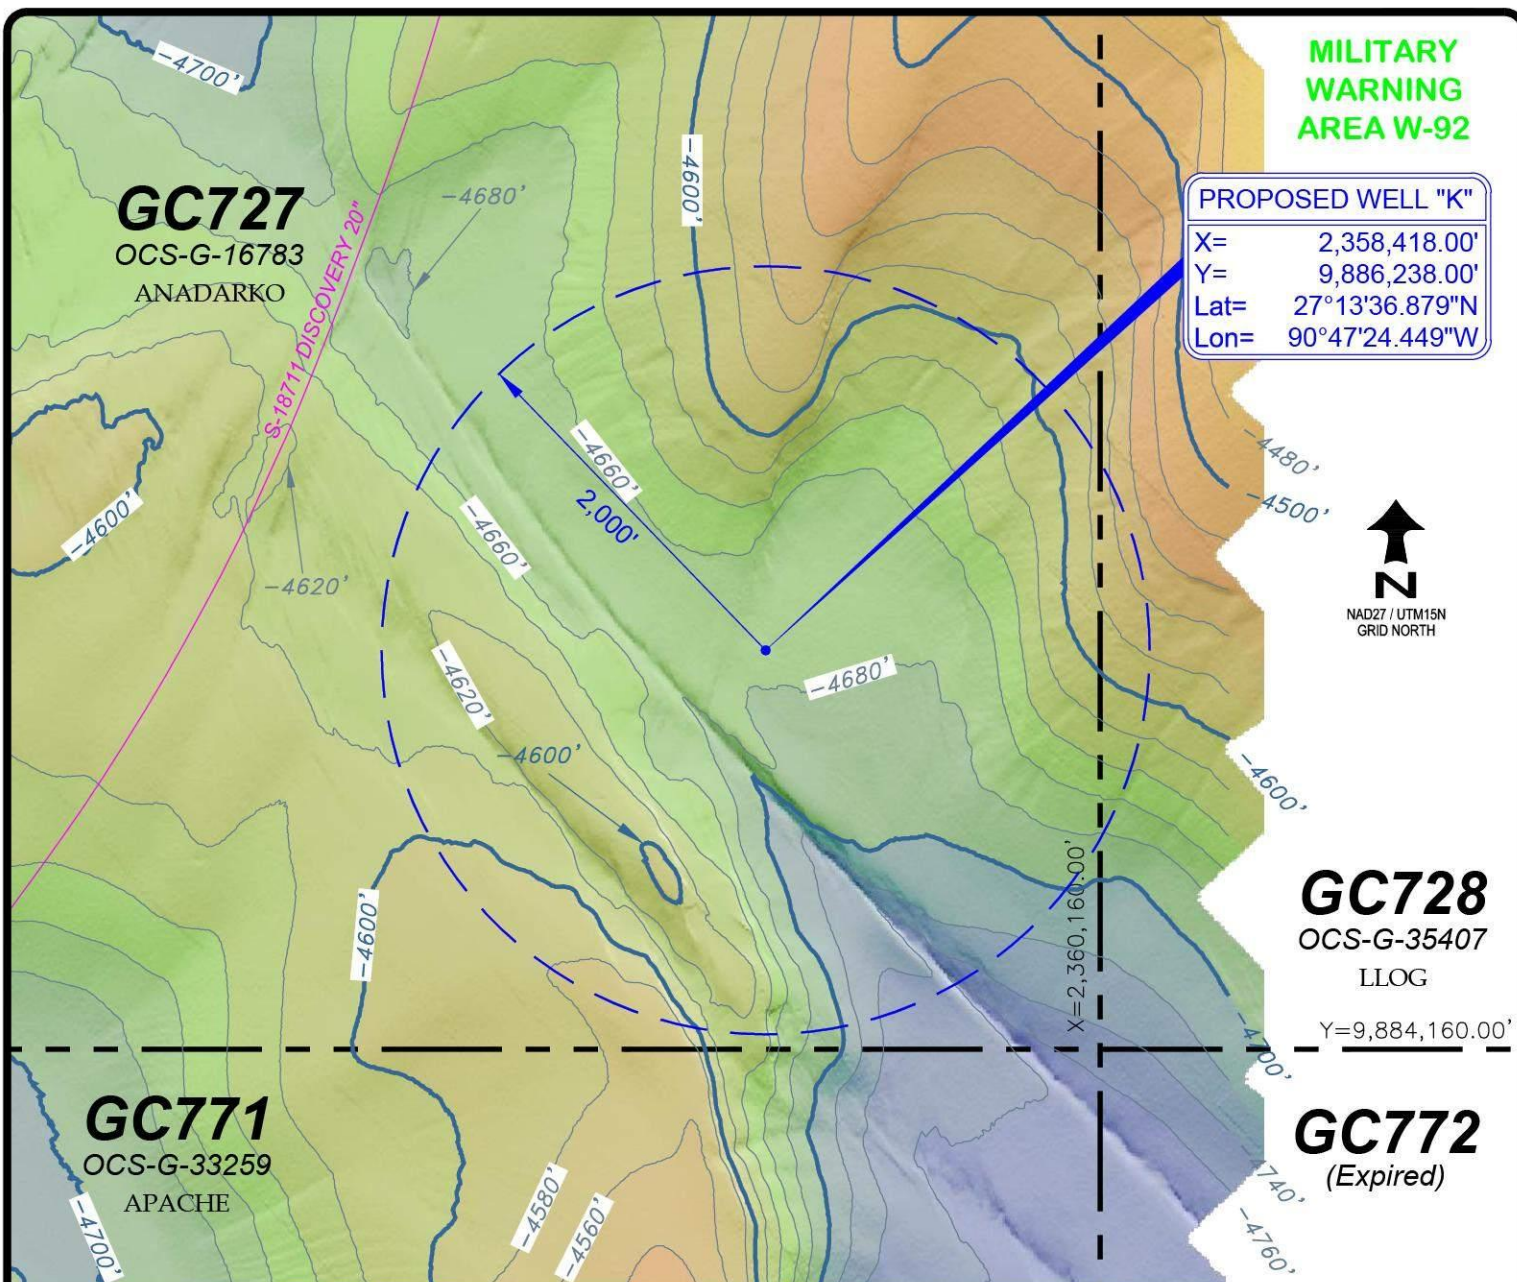 MILITARY
WARNING
AREA W-92
PROPOSED WELL "K"
X= 2,358,418.00'
Y= 9,886,238.00'
Lat= 27°13'36.879"N
Lon= 90°47'24.449"W
-4700'
-4600'
-4680'
GC727
OCS-G-16783
ANADARKO
S-18711 DISCOVERY 20"
-4660'
2,000'
-4660'
-4480'
-4500'
-4600'
-4620'
N
NAD27 / UTM15N
GRID NORTH
-4620'
-4680'
-4600'
-4600'
-4600'
X=2,360,160.00'
GC728
OCS-G-35407
LLOG
Y=9,884,160.00'
-4700'
GC771
OCS-G-33259
APACHE
GC772
(Expired)
-4700'
-4580'
-4560'
-4740'
-4760'